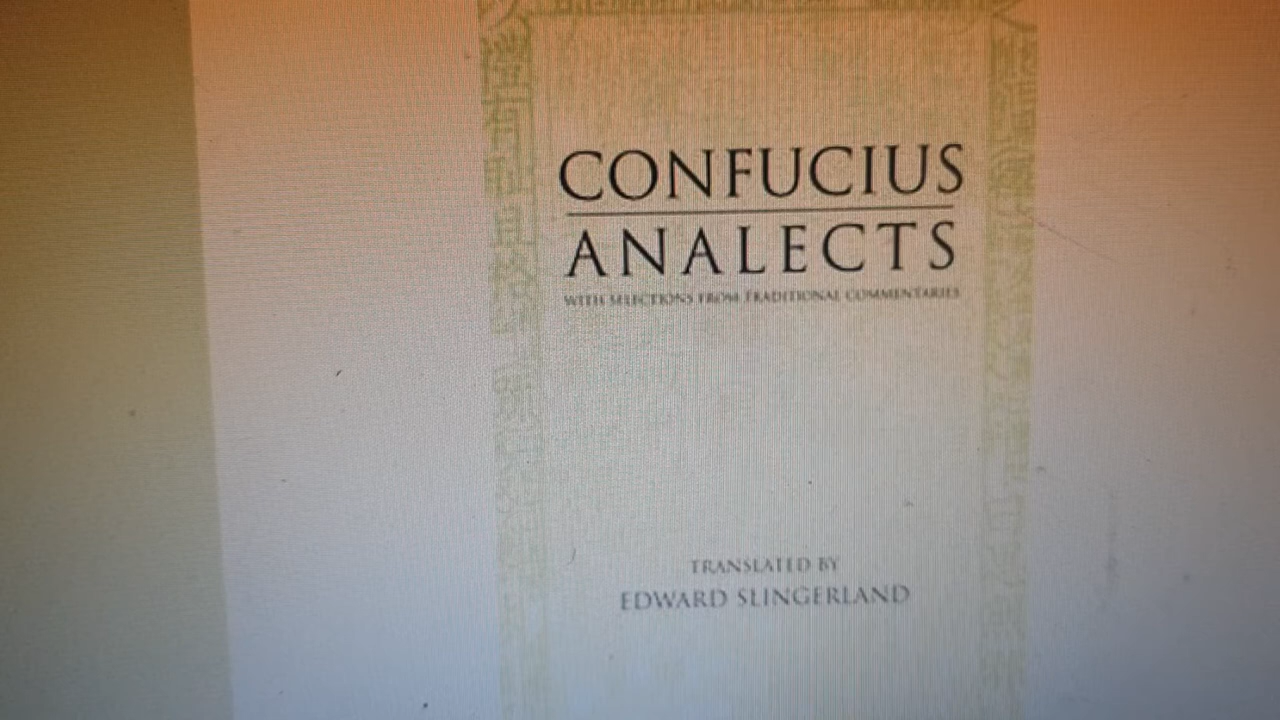 CONFUCIUS
ANALECTS
WITH SELECTIONS FROM TRADITIONAL COMMENTARIES
TRANSLATED BY
EDWARD SLINGERLAND